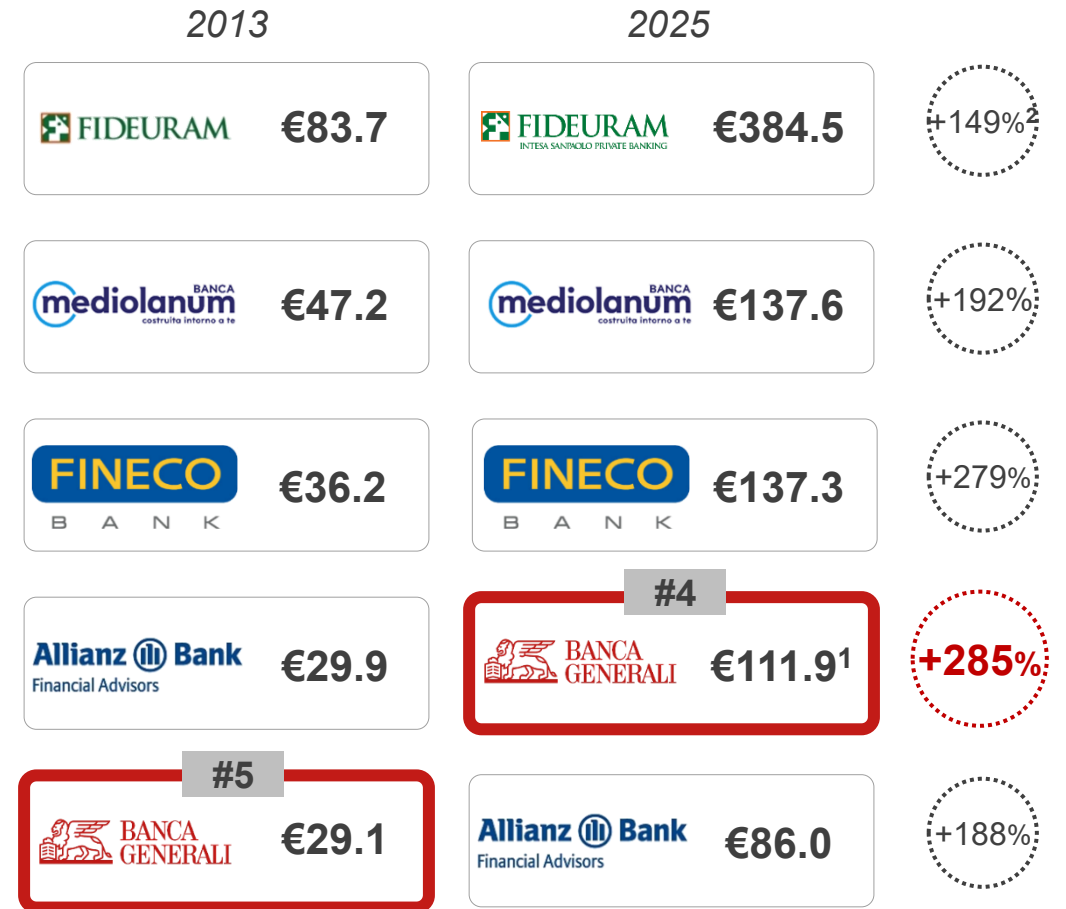 2013
2025
FIDEURAM
€83.7
FIDEURAM
INTESA SANPAOLO PRIVATE BANKING
€384.5
+149%²
BANCA
mediolanum
costruita intorno a te
€47.2
BANCA
mediolanum
costruita intorno a te
€137.6
+192%
FINECO
BANK
€36.2
FINECO
BANK
€137.3
+279%
Allianz Bank
Financial Advisors
€29.9
#4
BANCA
GENERALI
€111.9¹
+285%
#5
BANCA
GENERALI
€29.1
Allianz Bank
Financial Advisors
€86.0
+188%